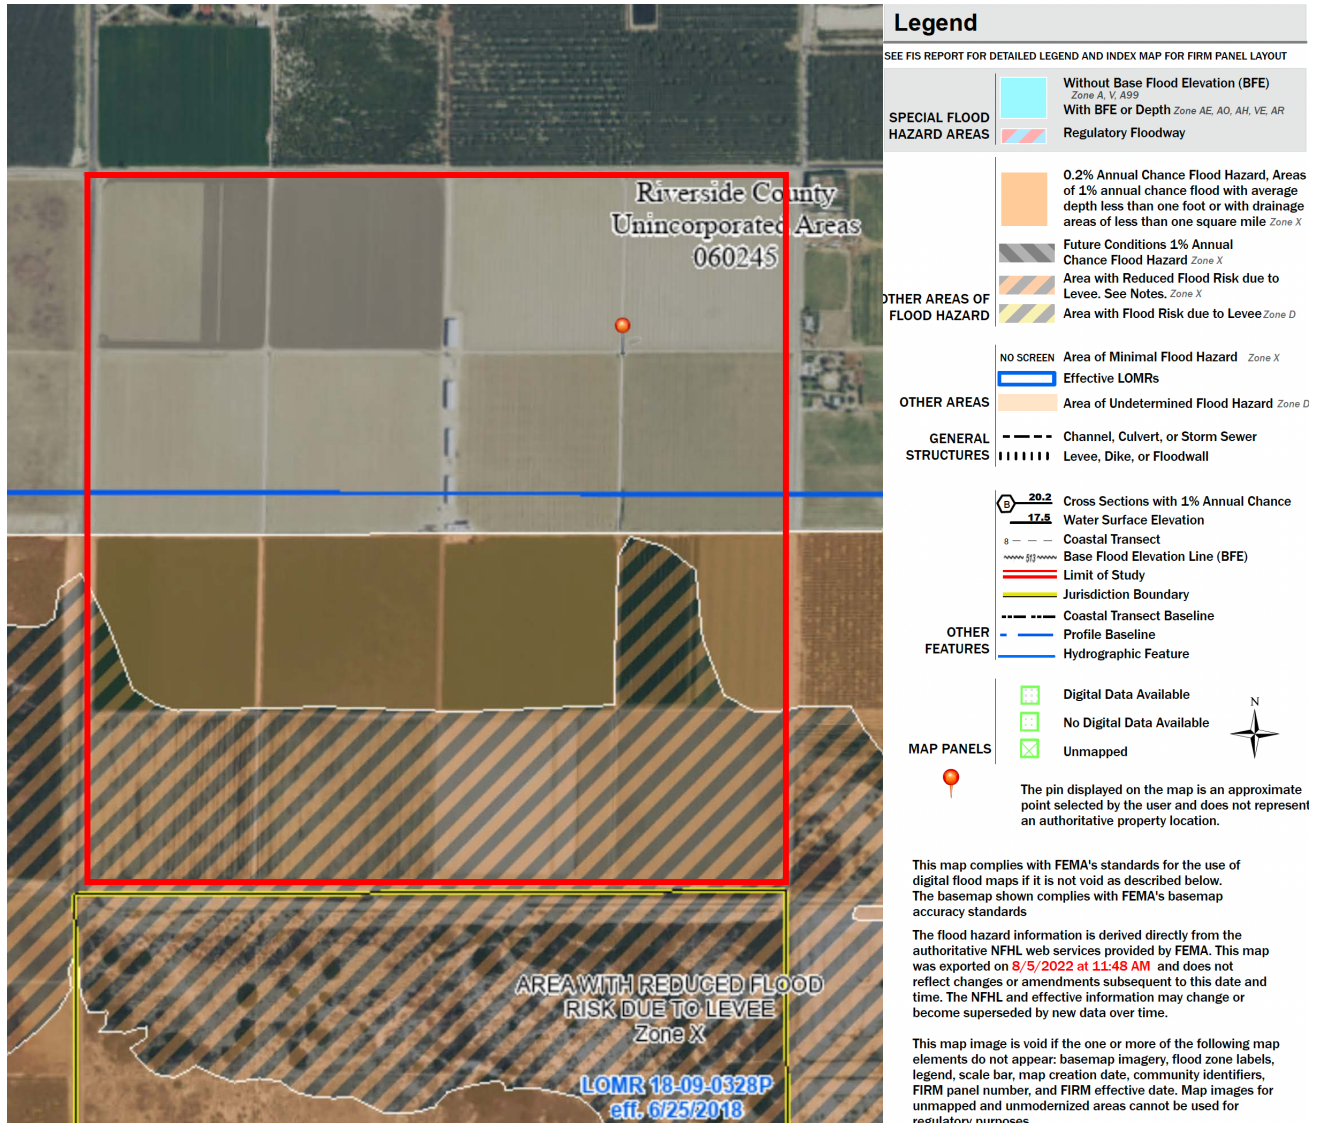 Riverside County
Unincorporated Areas
060245
AREA WITH REDUCED FLOOD
RISK DUE TO LEVEE
Zone X
LOMR 18-09-0328P
eff. 6/25/2018
Legend
SEE FIS REPORT FOR DETAILED LEGEND AND INDEX MAP FOR FIRM PANEL LAYOUT
SPECIAL FLOOD
HAZARD AREAS
Without Base Flood Elevation (BFE)
Zone A, V, A99
With BFE or Depth Zone AE, AO, AH, VE, AR
Regulatory Floodway
OTHER AREAS OF
FLOOD HAZARD
0.2% Annual Chance Flood Hazard, Areas
of 1% annual chance flood with average
depth less than one foot or with drainage
areas of less than one square mile Zone X
Future Conditions 1% Annual
Chance Flood Hazard Zone X
Area with Reduced Flood Risk due to
Levee. See Notes. Zone X
Area with Flood Risk due to Levee Zone D
OTHER AREAS
NO SCREEN Area of Minimal Flood Hazard Zone X
Effective LOMRs
Area of Undetermined Flood Hazard Zone D
GENERAL
STRUCTURES
Channel, Culvert, or Storm Sewer
Levee, Dike, or Floodwall
OTHER
FEATURES
B 20.2 Cross Sections with 1% Annual Chance
17.5 Water Surface Elevation
8 Coastal Transect
513 Base Flood Elevation Line (BFE)
Limit of Study
Jurisdiction Boundary
Coastal Transect Baseline
Profile Baseline
Hydrographic Feature
MAP PANELS
Digital Data Available
No Digital Data Available
Unmapped
N
The pin displayed on the map is an approximate
point selected by the user and does not represent
an authoritative property location.
This map complies with FEMA's standards for the use of
digital flood maps if it is not void as described below.
The basemap shown complies with FEMA's basemap
accuracy standards
The flood hazard information is derived directly from the
authoritative NFHL web services provided by FEMA. This map
was exported on 8/5/2022 at 11:48 AM and does not
reflect changes or amendments subsequent to this date and
time. The NFHL and effective information may change or
become superseded by new data over time.
This map image is void if the one or more of the following map
elements do not appear: basemap imagery, flood zone labels,
legend, scale bar, map creation date, community identifiers,
FIRM panel number, and FIRM effective date. Map images for
unmapped and unmodernized areas cannot be used for
regulatory purposes.